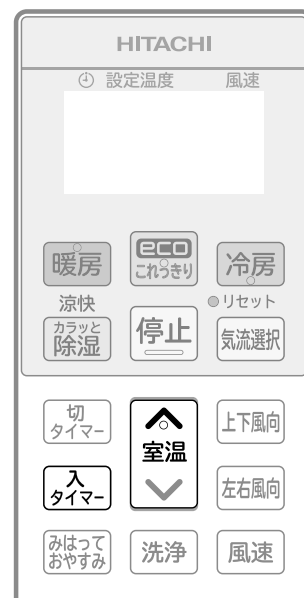 HITACHI
設定温度 風速
暖房
eco
これっきり
冷房
涼快
カラッと
除湿
停止
リセット
気流選択
切
タイマー
室温
上下風向
入
タイマー
左右風向
みはって
おやすみ
洗浄
風速